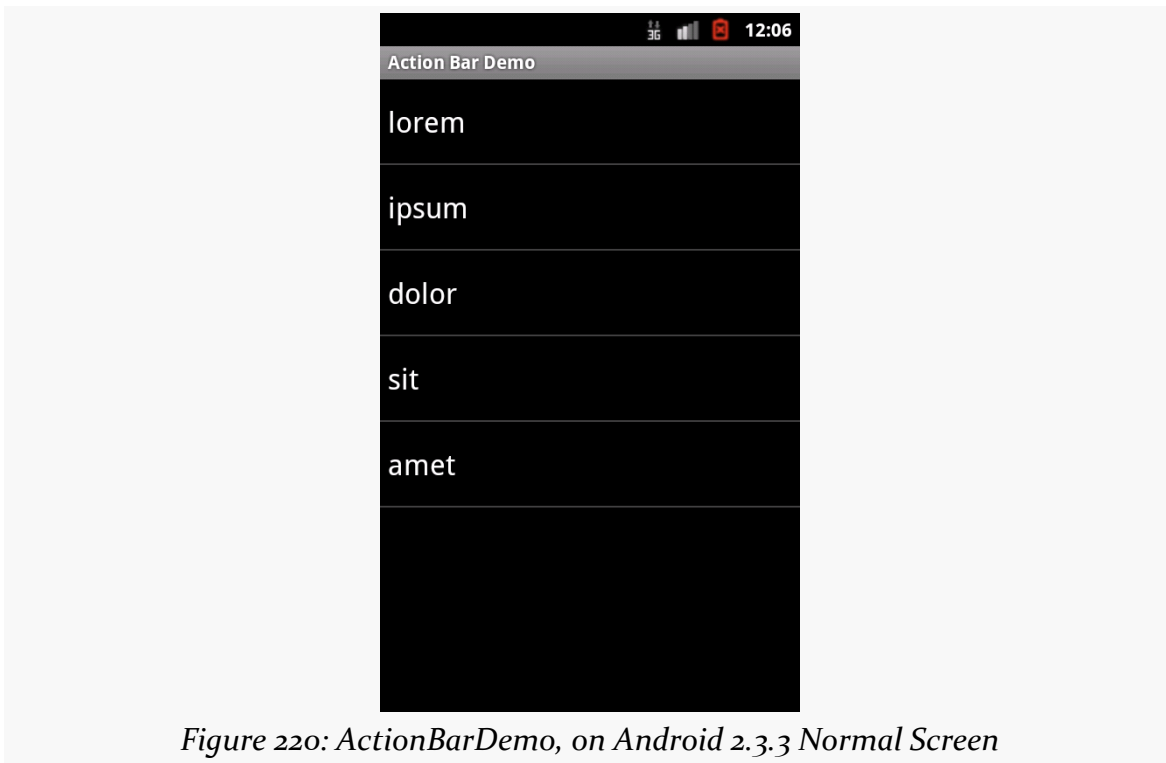 3G 12:06
Action Bar Demo
lorem
ipsum
dolor
sit
amet
Figure 220: ActionBarDemo, on Android 2.3.3 Normal Screen